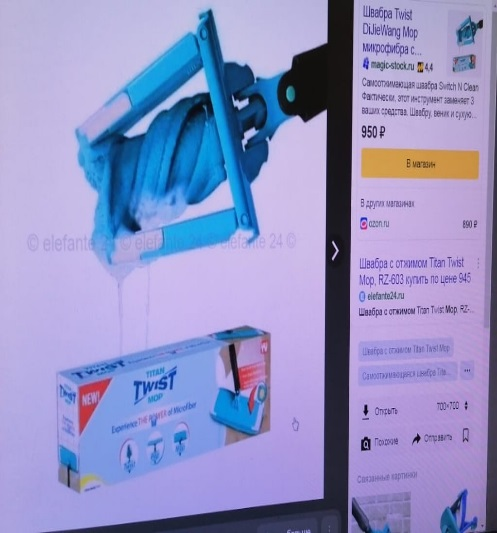 © elefante 24 © elefante 24 © elefante 24 ©
NEW!
TITAN
TWIST
MOP
Experience THE POWER of Microfiber
Швабра Twist
DiJieWang Mop
микрофибра с...
magic-stock.ru 4,4
Самоотжимающая швабра Switch N Clean
Фактически, этот инструмент заменяет 3
ваших средства. Швабру, веник и сухую...
950 ₽
В магазин
В других магазинах
ozon.ru 890 ₽
Швабра с отжимом Titan Twist
Mop, RZ-603 купить по цене 945
elefante24.ru
Швабра с отжимом Titan Twist Mop, RZ-...
Швабра с отжимом Titan Twist Mop
Самоотжимающаяся швабра Tita...
Открыть 700×700
Похожие Отправить
Связанные картинки